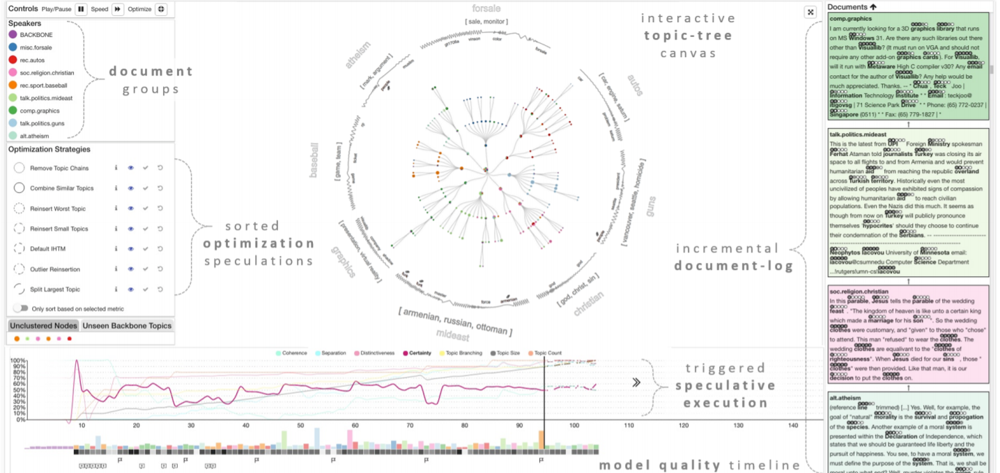 Controls Play/Pause Speed Optimize
Speakers
BACKBONE
misc.forsale
rec.autos
soc.religion.christian
rec.sport.baseball
talk.politics.mideast
comp.graphics
talk.politics.guns
alt.atheism
document
groups
Optimization Strategies
Remove Topic Chains
Combine Similar Topics
Reinsert Worst Topic
Reinsert Small Topics
Default IHTM
Outlier Reinsertion
Split Largest Topic
Only sort based on selected metric
Unclustered Nodes Unseen Backbone Topics
sorted
optimization
speculations
forsale
[ sale, monitor ]
atheism
[ mark, argument ]
people
baseball
[ game, team ]
graphics
[ presentation, virtual reality ]
mideast
[ armenian, russian, ottoman ]
master
force
armenian
christian
[ god, christ, sin ]
god
god
guns
[ vancouver, seattle, homicide ]
people
president
autos
[ car, engine, saturn ]
car
problem
saturn
color
forsale
interactive
topic-tree
canvas
incremental
document-log
Coherence Separation Distinctiveness Certainty Topic Branching Topic Size Topic Count
100%
90%
80%
70%
60%
50%
40%
30%
20%
10%
0%
10 20 30 40 50 60 70 80 90 100 110 120 130 140
triggered
speculative
execution
model quality timeline
Documents
comp.graphics
I am currently looking for a 3D graphics library that runs
on MS Windows 31. Are there any such libraries out there
other than Visuallib? (It must run on VGA and should not
require any other add-on graphics cards). For Visuallib,
will it run with Metaware High C compiler v30? Any email
contact for the author of Visuallib? Any help would be
much appreciated. Thanks. -- " Chua , Teck Joo |
Information Technology Institute " " Email : teckjoo@
itigovsg | 71 Science Park Drive " " Phone: (65) 772-0237 |
Singapore (0511) " " Fax: (65) 779-1827 | "
talk.politics.mideast
This is the latest from UPI Foreign Ministry spokesman
Ferhat Ataman told journalists Turkey was closing its air
space to all flights to and from Armenia and would prevent
humanitarian aid from reaching the republic overland
across Turkish territory. Historically even the most
uncivilized of peoples have exhibited signs of compassion
by allowing humanitarian aid to reach civilian
populations. Even the Nazis did this much. It seems as
though from now on Turkey will publicly pronounce
themselves 'hypocrites' should they choose to continue
their condemnation of the Serbians. --
Neophytos Iacovou University of Minnesota email:
iacovou@csumnedu Computer Science Department
...!rutgers!umn-cs!iacovou
soc.religion.christian
In this parable, Jesus tells the parable of the wedding
feast . "The kingdom of heaven is like unto a certain king
which made a marriage for his son ". So the wedding
clothes were customary, and "given" to those who "chose"
to attend. This man "refused" to wear the clothes. The
wedding clothes are equalivant to the "clothes of
righteousness". When Jesus died for our sins , those "
clothes" were then provided. Like that man, it is our
decision to put the clothes on.
alt.atheism
(reference line trimmed) [...] Yes. Well, for example, the
goal of "natural" morality is the survival and propogation
of the species. Another example of a moral system is
presented within the Declaration of Independence, which
states that we should be guaranteed life liberty and the
pursuit of happiness. You see, to have a moral system, we
must define the purpose of the system. That is, we shall be